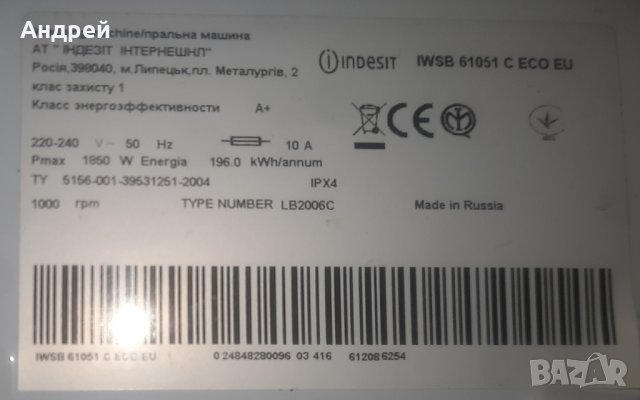 Андрей
chine/пральна машина
АТ " ІНДЕЗІТ ІНТЕРНЕШНЛ"
Росія,398040, м.Липецьк,пл. Металургів, 2
клас захисту 1
Класс энергоэффективности A+
indesit IWSB 61051 C ECO EU
220-240 V~ 50 Hz 10 A
Pmax 1850 W Energia 196.0 kWh/annum
TY 5156-001-39531251-2004 IPX4
1000 rpm TYPE NUMBER LB2006C Made in Russia
IWSB 61051 C ECO EU 0 24848280096 03 416 612086254
BAZAR
bg